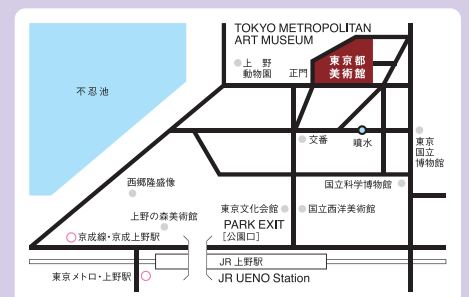 TOKYO METROPOLITAN
ART MUSEUM
上 野
動物園
正門
東京都
美術館
不忍池
交番
噴水
東京
国立
博物館
西郷隆盛像
国立科学博物館
上野の森美術館
東京文化会館
国立西洋美術館
PARK EXIT
[公園口]
京成線・京成上野駅
JR 上野駅
東京メトロ・上野駅
JR UENO Station